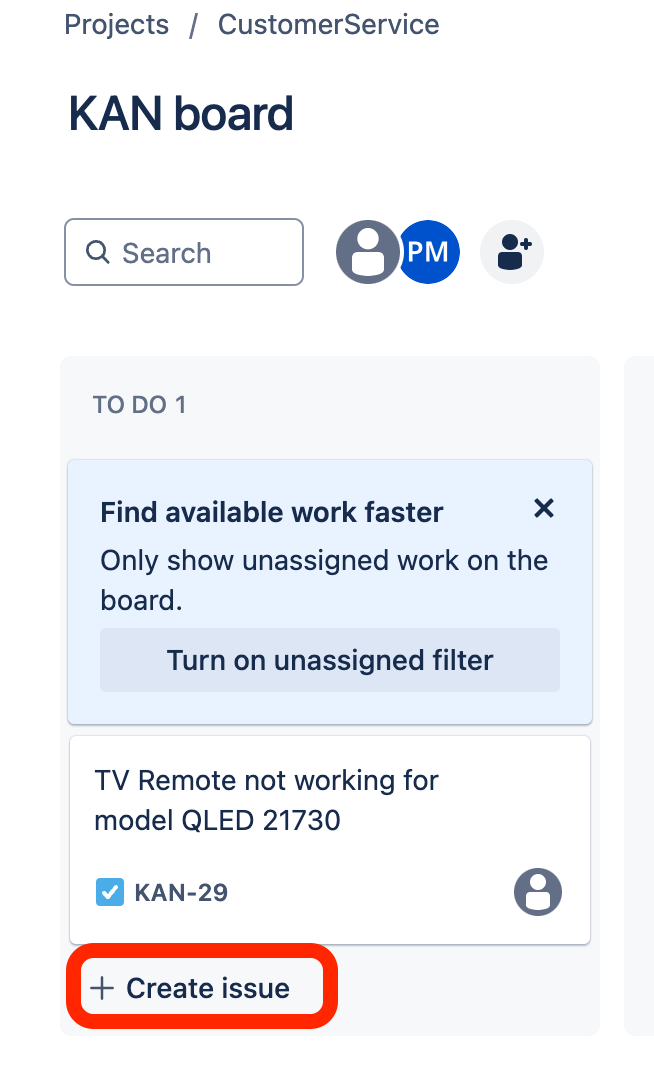 Projects / CustomerService
KAN board
Search
PM
TO DO 1
Find available work faster
Only show unassigned work on the
board.
Turn on unassigned filter
TV Remote not working for
model QLED 21730
KAN-29
+ Create issue